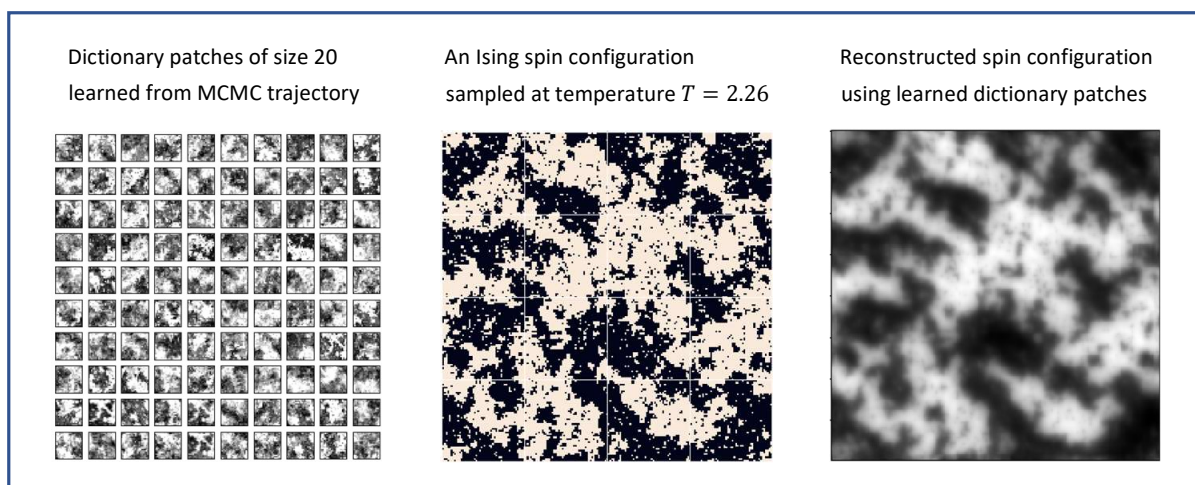 Dictionary patches of size 20
learned from MCMC trajectory
An Ising spin configuration
sampled at temperature T = 2.26
Reconstructed spin configuration
using learned dictionary patches